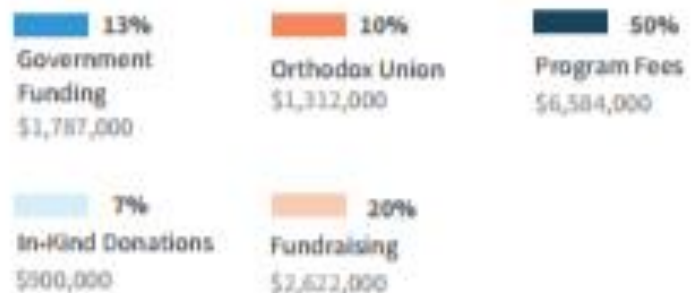 13%
Government
Funding
$1,787,000
10%
Orthodox Union
$1,312,000
50%
Program Fees
$6,584,000
7%
In-Kind Donations
$900,000
20%
Fundraising
$2,622,000